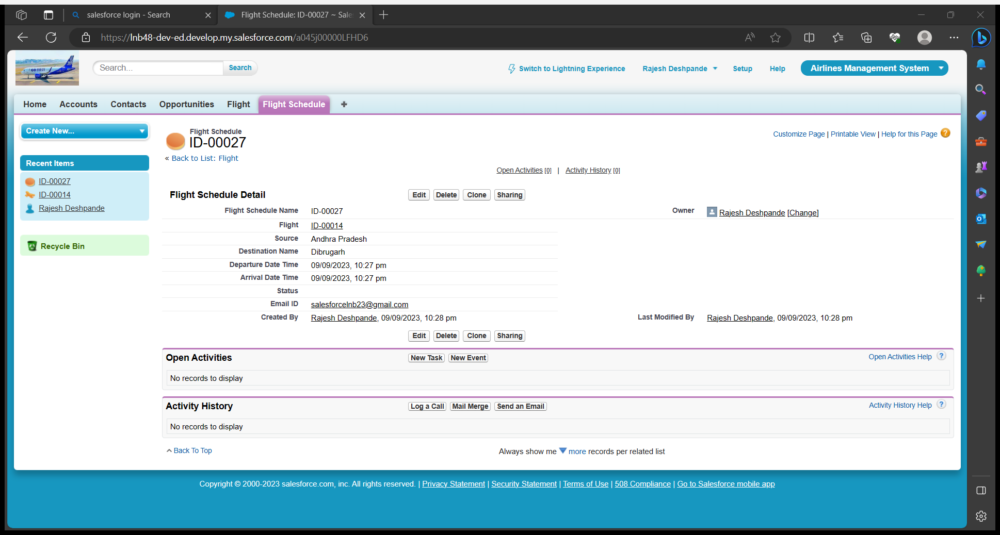 salesforce login - Search
Flight Schedule: ID-00027 ~ Sale
https://lnb48-dev-ed.develop.my.salesforce.com/a045j00000LFHD6
GO FIRST
Search...
Search
Switch to Lightning Experience
Rajesh Deshpande
Setup
Help
Airlines Management System
Home Accounts Contacts Opportunities Flight Flight Schedule
Create New...
Recent Items
ID-00027
ID-00014
Rajesh Deshpande
Recycle Bin
Flight Schedule
ID-00027
« Back to List: Flight
Customize Page | Printable View | Help for this Page ?
Open Activities [0] | Activity History [0]
Flight Schedule Detail
Edit Delete Clone Sharing
Flight Schedule Name ID-00027
Owner Rajesh Deshpande [Change]
Flight ID-00014
Source Andhra Pradesh
Destination Name Dibrugarh
Departure Date Time 09/09/2023, 10:27 pm
Arrival Date Time 09/09/2023, 10:27 pm
Status
Email ID salesforcelnb23@gmail.com
Created By Rajesh Deshpande, 09/09/2023, 10:28 pm
Last Modified By Rajesh Deshpande, 09/09/2023, 10:28 pm
Edit Delete Clone Sharing
Open Activities
New Task New Event
Open Activities Help ?
No records to display
Activity History
Log a Call Mail Merge Send an Email
Activity History Help ?
No records to display
Back To Top
Always show me more records per related list
Copyright © 2000-2023 salesforce.com, inc. All rights reserved. | Privacy Statement | Security Statement | Terms of Use | 508 Compliance | Go to Salesforce mobile app